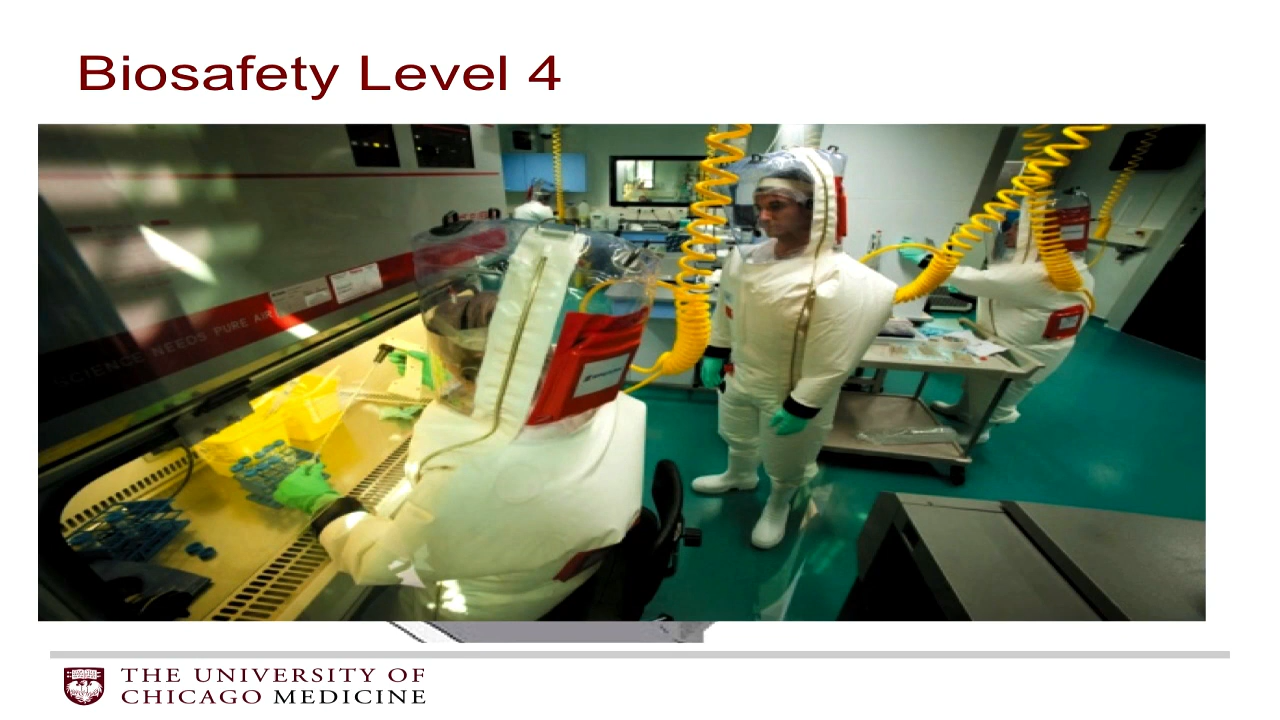 Biosafety Level 4
SCIENCE NEEDS PURE AIR
THE UNIVERSITY OF
CHICAGO MEDICINE